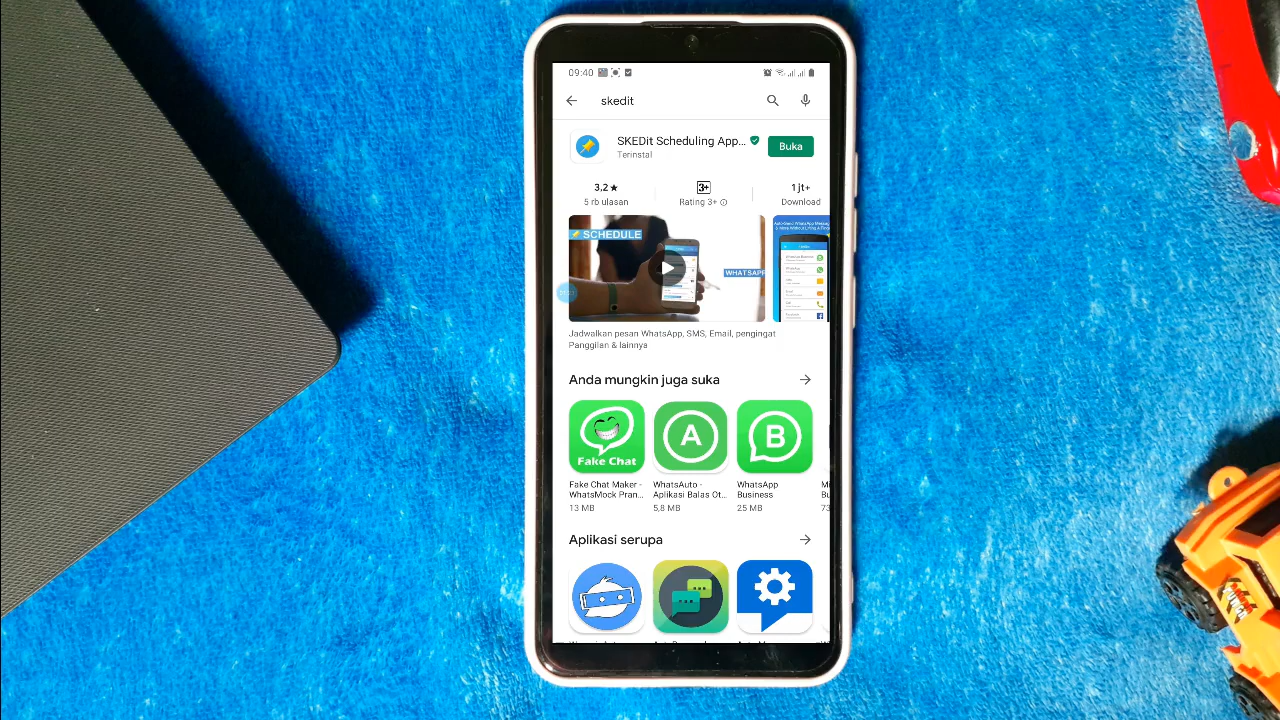 09:40
skedit
SKEDit Scheduling App...
Buka
Terinstal
3,2★
3+
1 jt+
5 rb ulasan
Rating 3+
Download
SCHEDULE
WHATSAPP
Jadwalkan pesan WhatsApp, SMS, Email, pengingat
Panggilan & lainnya
Anda mungkin juga suka
Fake Chat
A
B
Fake Chat Maker -
WhatsMock Pran...
13 MB
WhatsAuto -
Aplikasi Balas Ot...
5,8 MB
WhatsApp
Business
25 MB
Aplikasi serupa